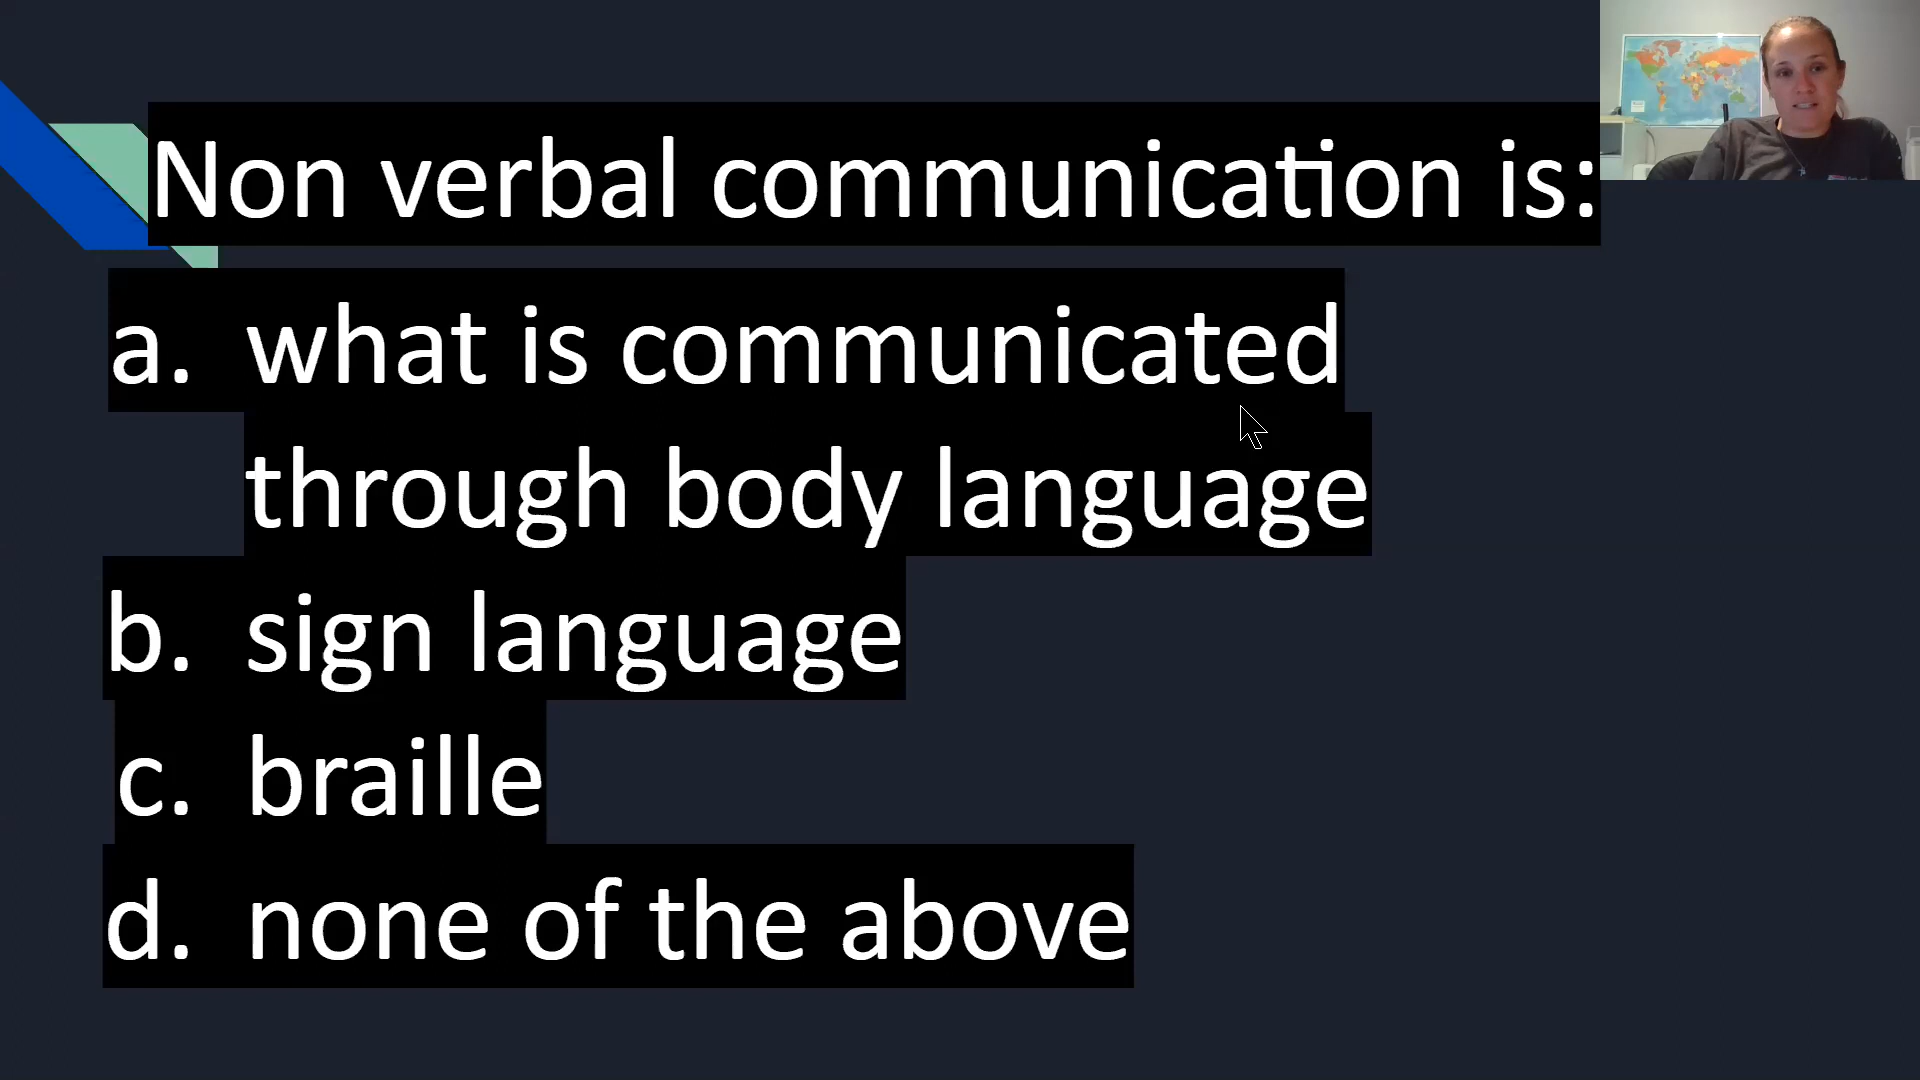 Non verbal communication is:
a. what is communicated
through body language
b. sign language
c. braille
d. none of the above